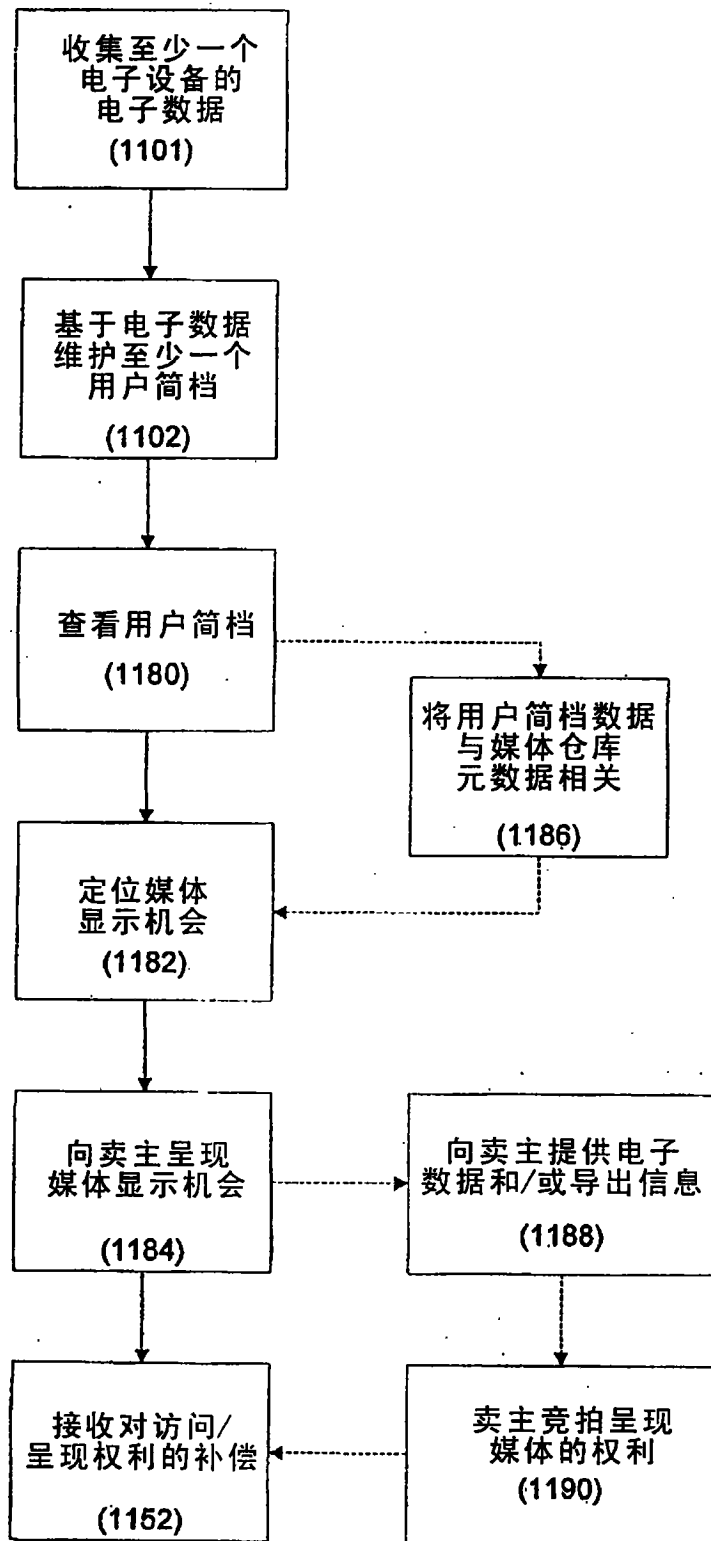 收集至少一个
电子设备的
电子数据
(1101)
基于电子数据
维护至少一个
用户简档
(1102)
查看用户简档
(1180)
将用户简档数据
与媒体仓库
元数据相关
(1186)
定位媒体
显示机会
(1182)
向卖主呈现
媒体显示机会
(1184)
向卖主提供电子
数据和/或导出信息
(1188)
接收对访问/
呈现权利的补偿
(1152)
卖主竞拍呈现
媒体的权利
(1190)